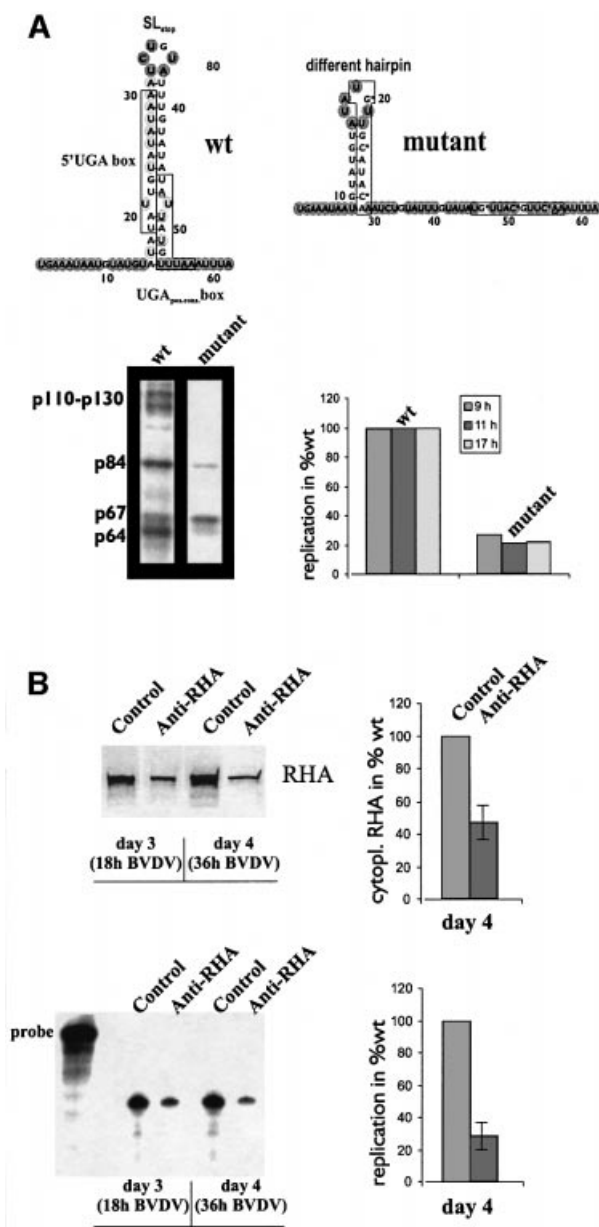 A
SL stop
U G
C U
U A
80
30
40
5'UGA box
wt
20
50
10
60
UGA box
different hairpin
20
mutant
10
30
40
50
60
wt
mutant
p110-p130
p84
p67
p64
replication in %wt
120
100
80
60
40
20
0
wt
mutant
9 h
11 h
17 h
B
Control
Anti-RHA
Control
Anti-RHA
RHA
day 3
(18h BVDV)
day 4
(36h BVDV)
cytopl. RHA in % wt
120
100
80
60
40
20
0
Control
Anti-RHA
day 4
probe
Control
Anti-RHA
Control
Anti-RHA
day 3
(18h BVDV)
day 4
(36h BVDV)
replication in %wt
120
100
80
60
40
20
0
day 4